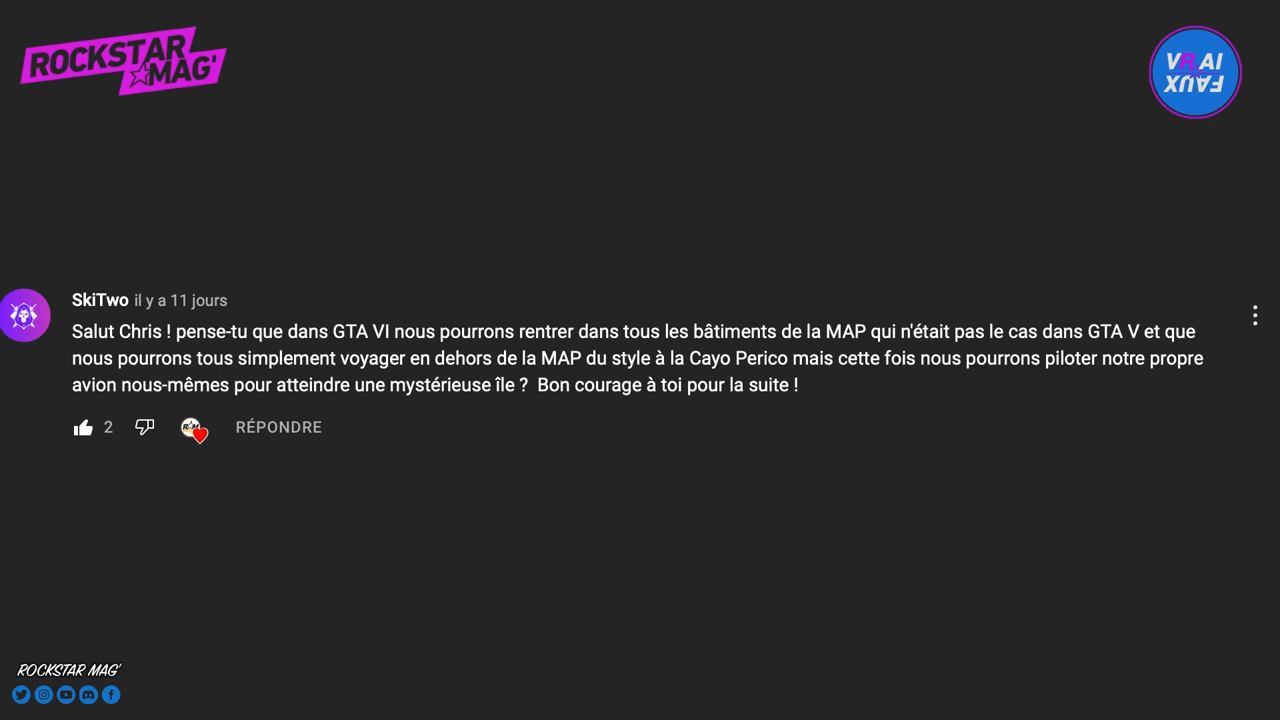 ROCKSTAR
MAG'
VRAI
FAUX
SkiTwo il y a 11 jours
Salut Chris ! pense-tu que dans GTA VI nous pourrons rentrer dans tous les bâtiments de la MAP qui n'était pas le cas dans GTA V et que
nous pourrons tous simplement voyager en dehors de la MAP du style à la Cayo Perico mais cette fois nous pourrons piloter notre propre
avion nous-mêmes pour atteindre une mystérieuse île ?  Bon courage à toi pour la suite !
2 RÉPONDRE
ROCKSTAR MAG'